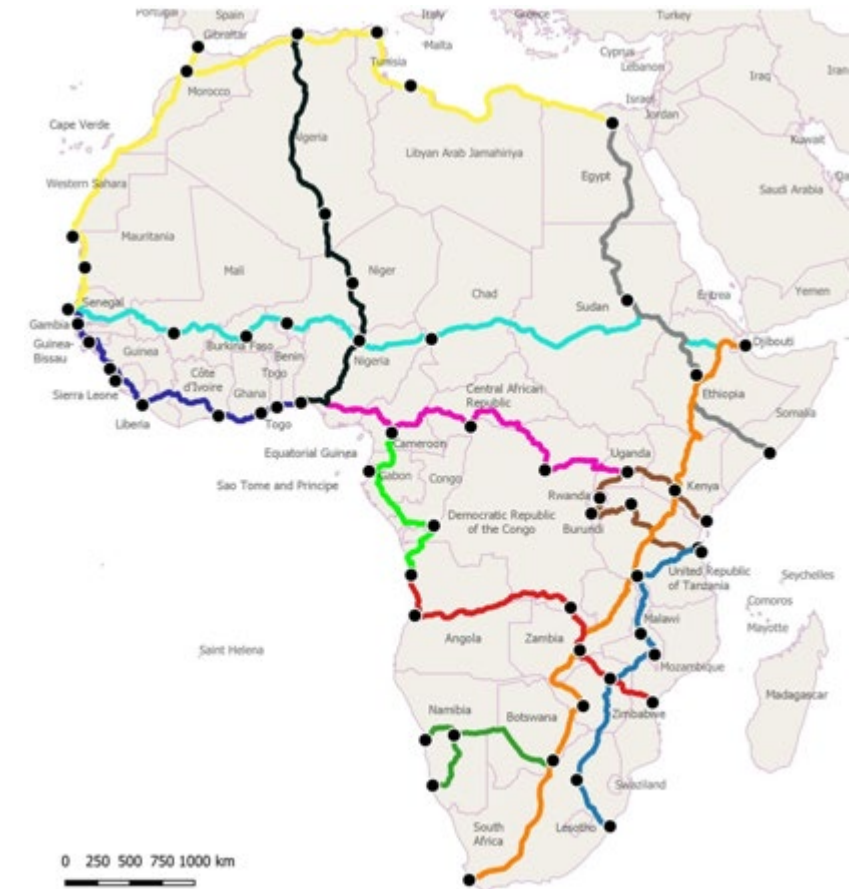 Portugal
Spain
Italy
Greece
Turkey
Gibraltar
Malta
Cyprus
Lebanon
Iraq
Iran
Tunisia
Israel
Jordan
Morocco
Kuwait
Cape Verde
Algeria
Libyan Arab Jamahiriya
Egypt
Western Sahara
Saudi Arabia
Mauritania
Mali
Niger
Chad
Sudan
Eritrea
Yemen
Senegal
Gambia
Guinea-
Bissau
Guinea
Burkina Faso
Benin
Togo
Nigeria
Djibouti
Sierra Leone
Côte
d'Ivoire
Ghana
Togo
Liberia
Central African
Republic
Ethiopia
Somalia
Equatorial Guinea
Cameroon
Uganda
Sao Tome and Principe
Gabon
Congo
Kenya
Rwanda
Democratic Republic
of the Congo
Burundi
United Republic
of Tanzania
Seychelles
Comoros
Mayotte
Saint Helena
Angola
Zambia
Malawi
Mozambique
Madagascar
Namibia
Botswana
Zimbabwe
Swaziland
South
Africa
Lesotho
0 250 500 750 1000 km